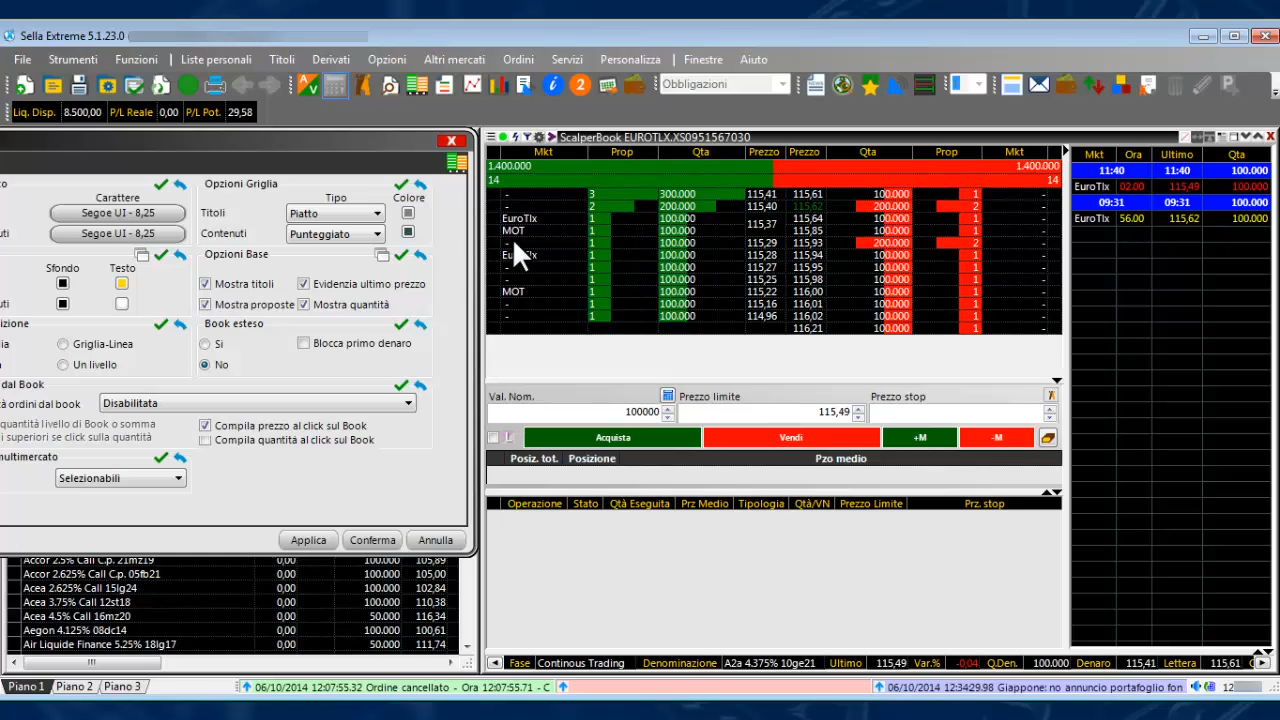 Sella Extreme 5.1.23.0
File Strumenti Funzioni Liste personali Titoli Derivati Opzioni Altri mercati Ordini Servizi Personalizza Finestre Aiuto
Obbligazioni
Liq. Disp. 8.500,00 P/L Reale 0,00 P/L Pot. 29,58
Carattere
Segoe UI - 8,25
Segoe UI - 8,25
Sfondo Testo
Griglia-Linea
Un livello
Opzioni Griglia
Tipo Colore
Titoli Piatto
Contenuti Punteggiato
Opzioni Base
Mostra titoli Evidenzia ultimo prezzo
Mostra proposte Mostra quantità
Book esteso
Si Blocca primo denaro
No
dal Book
ordini dal book Disabilitata
quantità livello di Book o somma
superiori se click sulla quantità
Compila prezzo al click sul Book
Compila quantità al click sul Book
multimercato
Selezionabili
Applica Conferma Annulla
Accor 2.5% Call C.p. 21mz19 0,00 100.000 105,89
Accor 2.625% Call C.p. 05fb21 0,00 100.000 105,00
Acea 2.625% Call 15lg24 0,00 100.000 102,84
Acea 3.75% Call 12st18 0,00 100.000 110,38
Acea 4.5% Call 16mz20 0,00 50.000 116,34
Aegon 4.125% 08dc14 0,00 100.000 100,61
Air Liquide Finance 5.25% 18lg17 0,00 50.000 111,74
ScalperBook EUROTLX.XS0951567030
Mkt Prop Qta Prezzo Prezzo Qta Prop Mkt
1.400.000 1.400.000
14 14
- 3 300.000 115,41 115,61 100.000 1 -
- 2 200.000 115,40 115,62 200.000 2 -
EuroTlx 1 100.000 115,37 115,64 100.000 1 -
MOT 1 100.000 115,85 100.000 1 -
- 1 100.000 115,29 115,93 200.000 2 -
1 100.000 115,28 115,94 100.000 1 -
- 1 100.000 115,27 115,95 100.000 1 -
- 1 100.000 115,25 115,98 100.000 1 -
MOT 1 100.000 115,22 116,00 100.000 1 -
- 1 100.000 115,16 116,01 100.000 1 -
- 1 100.000 114,96 116,02 100.000 1 -
116,21 100.000 1 -
Val. Nom. Prezzo limite Prezzo stop
100000 115,49
L Acquista Vendi +M -M
Posiz. tot. Posizione Pzo medio
Operazione Stato Qtà Eseguita Prz Medio Tipologia Qtà/VN Prezzo Limite Prz. stop
Fase Continous Trading Denominazione A2a 4.375% 10ge21 Ultimo 115,49 Var.% -0,04 Q.Den. 100.000 Denaro 115,41 Lettera 115,61
Mkt Ora Ultimo Qta
11:40 11:40 100.000
EuroTlx 02.00 115,49 100.000
09:31 09:31 100.000
EuroTlx 56.00 115,62 100.000
Piano 1 Piano 2 Piano 3
06/10/2014 12:07:55.32 Ordine cancellato - Ora 12:07:55.71 - C
06/10/2014 12:34:29.98 Giappone: no annuncio portafoglio fon
12